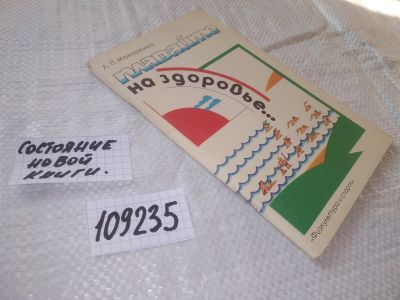 Л.П.Макаренко
плавайте
на здоровье...
«Физкультура и спорт»
Состояние
новой
книги.
109235